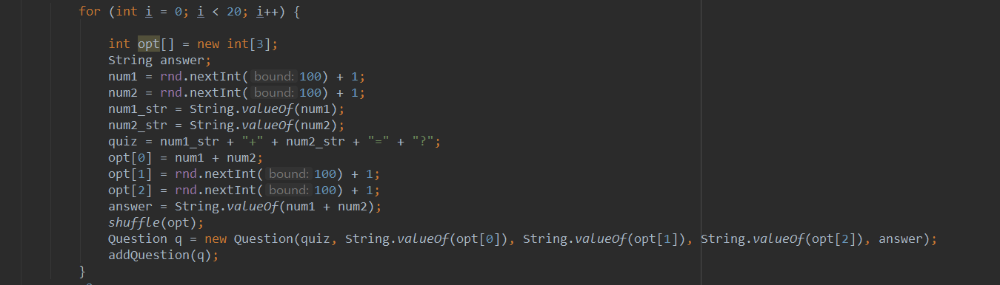 for (int i = 0; i < 20; i++) {
int opt[] = new int[3];
String answer;
num1 = rnd.nextInt( bound: 100) + 1;
num2 = rnd.nextInt( bound: 100) + 1;
num1_str = String.valueOf(num1);
num2_str = String.valueOf(num2);
quiz = num1_str + "+" + num2_str + "=" + "?";
opt[0] = num1 + num2;
opt[1] = rnd.nextInt( bound: 100) + 1;
opt[2] = rnd.nextInt( bound: 100) + 1;
answer = String.valueOf(num1 + num2);
shuffle(opt);
Question q = new Question(quiz, String.valueOf(opt[0]), String.valueOf(opt[1]), String.valueOf(opt[2]), answer);
addQuestion(q);
}